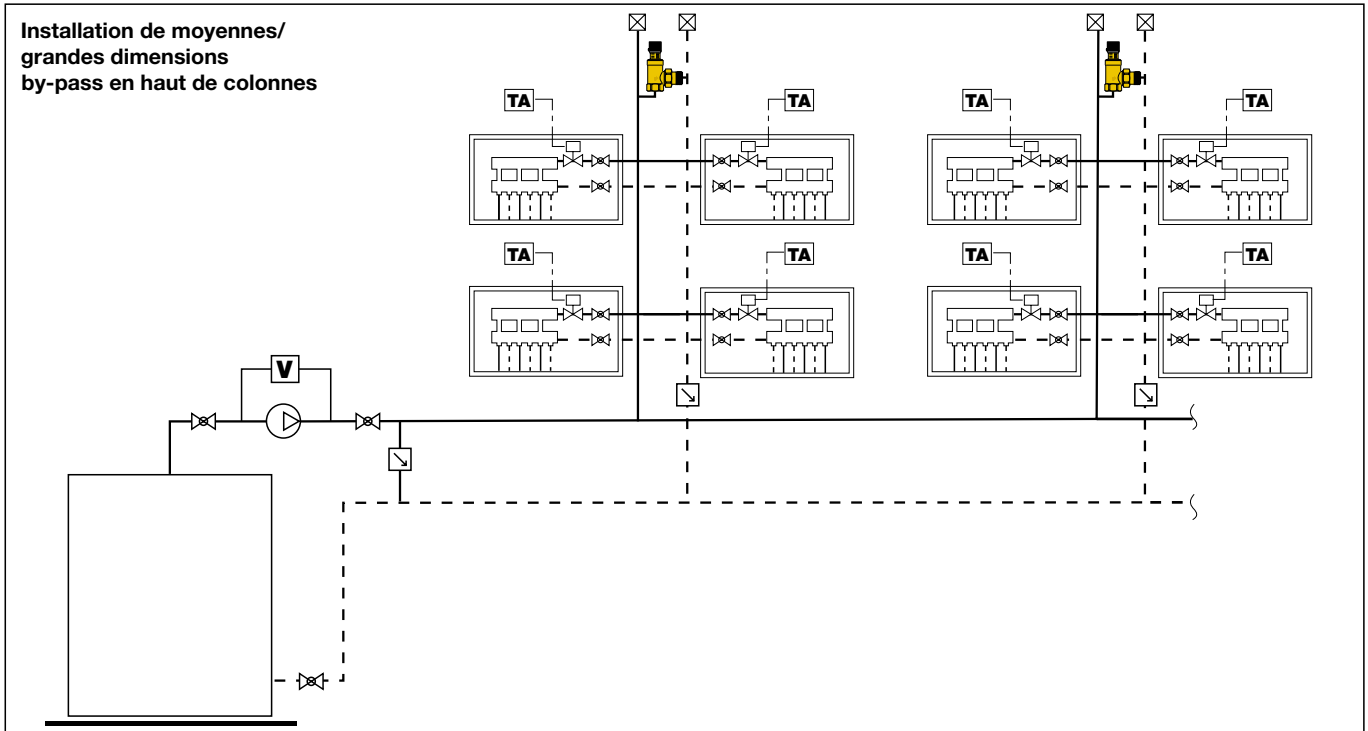 Installation de moyennes/
grandes dimensions
by-pass en haut de colonnes
TA TA TA TA
TA TA TA TA
V